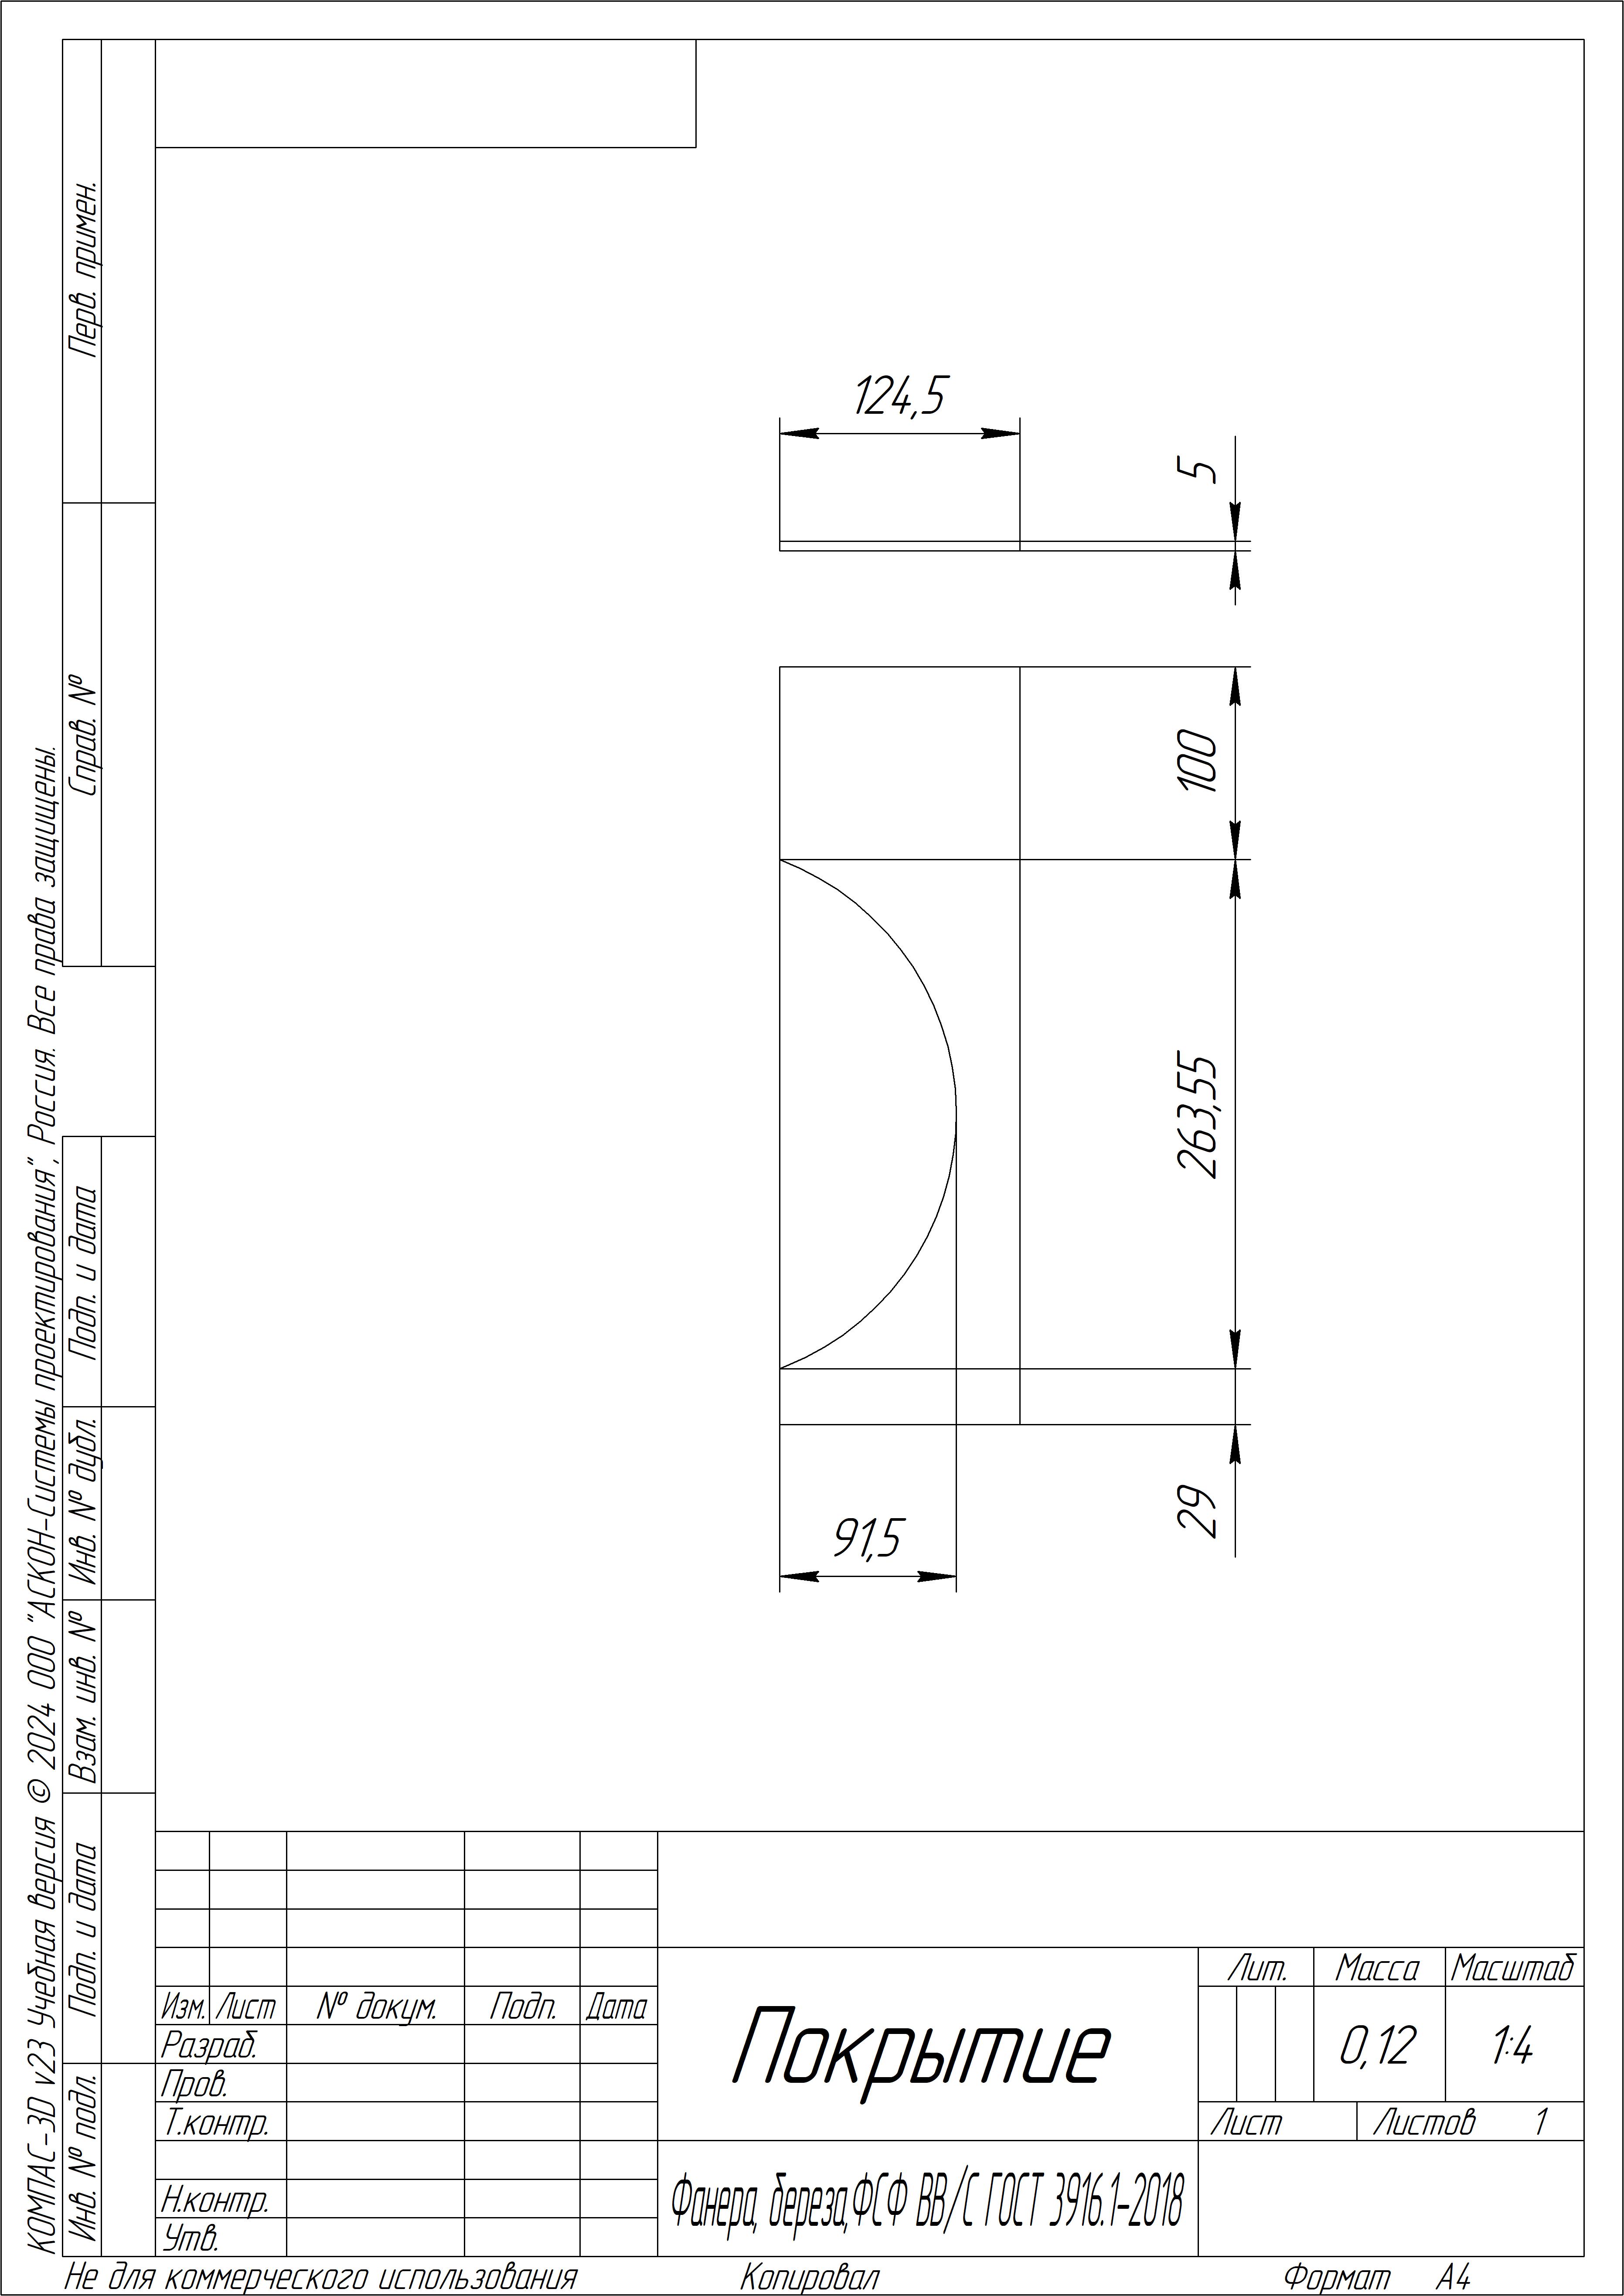 Перв. примен.
Справ. №
КОМПАС-3D v23 Учебная версия © 2024 ООО "АСКОН-Системы проектирования", Россия. Все права защищены.
Подп. и дата
Инв. № дубл.
Взам. инв. №
Подп. и дата
Инв. № подл.
124,5
5
100
263,55
29
91,5
Изм. Лист № докум. Подп. Дата
Разраб.
Пров.
Т.контр.
Н.контр.
Утв.
Покрытие
Лит. Масса Масштаб
0,12 1:4
Лист Листов 1
Фанера, береза,ФСФ ВВ/С ГОСТ 3916.1-2018
Не для коммерческого использования Копировал Формат А4